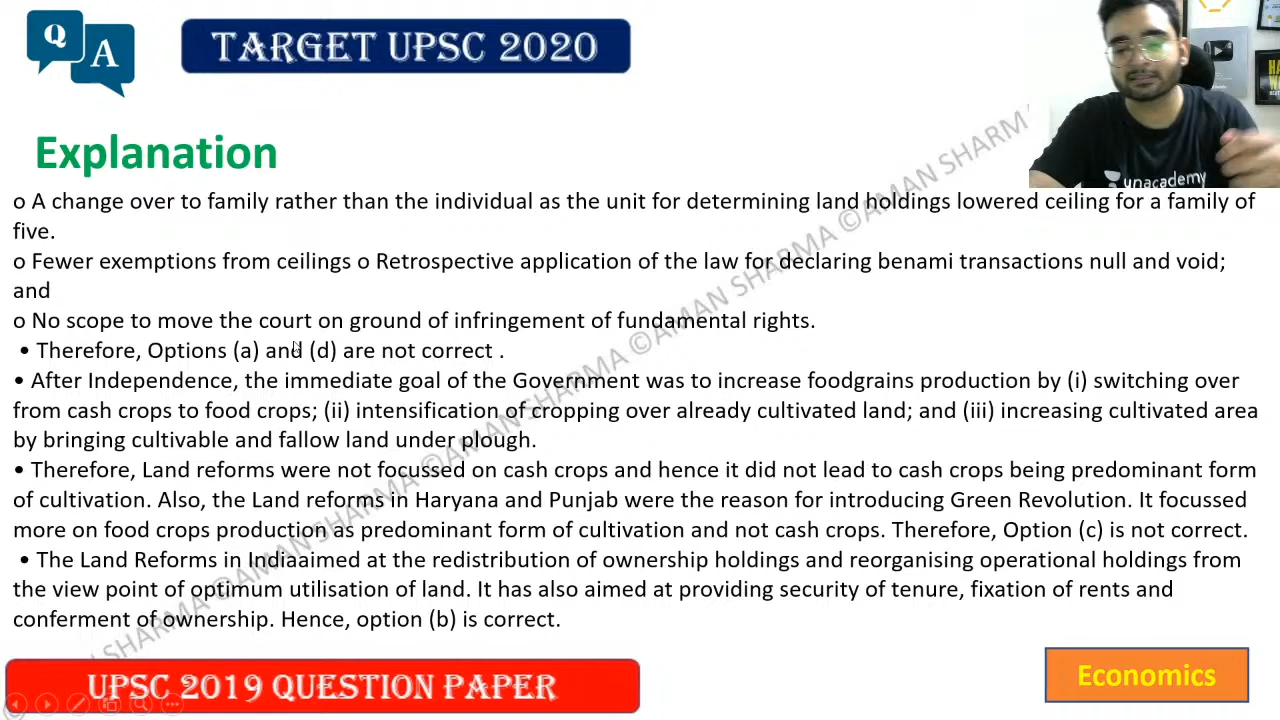 Q
A
TARGET UPSC 2020
Explanation
unacademy
o A change over to family rather than the individual as the unit for determining land holdings lowered ceiling for a family of
five.
o Fewer exemptions from ceilings o Retrospective application of the law for declaring benami transactions null and void;
and
o No scope to move the court on ground of infringement of fundamental rights.
• Therefore, Options (a) and (d) are not correct .
• After Independence, the immediate goal of the Government was to increase foodgrains production by (i) switching over
from cash crops to food crops; (ii) intensification of cropping over already cultivated land; and (iii) increasing cultivated area
by bringing cultivable and fallow land under plough.
• Therefore, Land reforms were not focussed on cash crops and hence it did not lead to cash crops being predominant form
of cultivation. Also, the Land reforms in Haryana and Punjab were the reason for introducing Green Revolution. It focussed
more on food crops production as predominant form of cultivation and not cash crops. Therefore, Option (c) is not correct.
• The Land Reforms in Indiaaimed at the redistribution of ownership holdings and reorganising operational holdings from
the view point of optimum utilisation of land. It has also aimed at providing security of tenure, fixation of rents and
conferment of ownership. Hence, option (b) is correct.
SHARMA ©AMAN SHARMA ©AMAN SHARMA ©AMAN SHARMA ©AMAN SHARMA
UPSC 2019 QUESTION PAPER
Economics